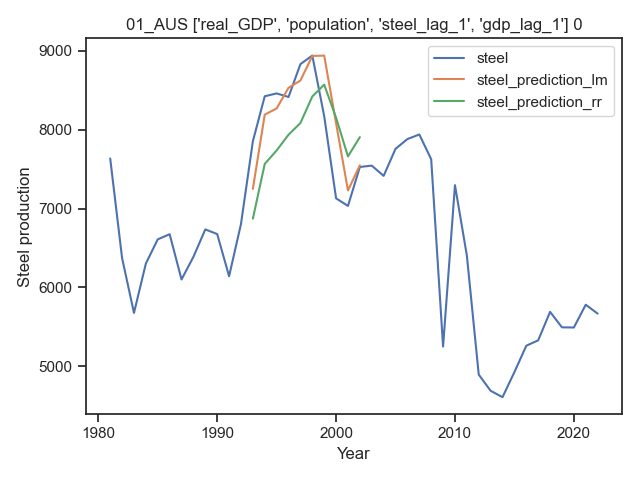 01_AUS ['real_GDP', 'population', 'steel_lag_1', 'gdp_lag_1'] 0
steel
steel_prediction_lm
steel_prediction_rr
Steel production
9000
8000
7000
6000
5000
1980
1990
2000
2010
2020
Year